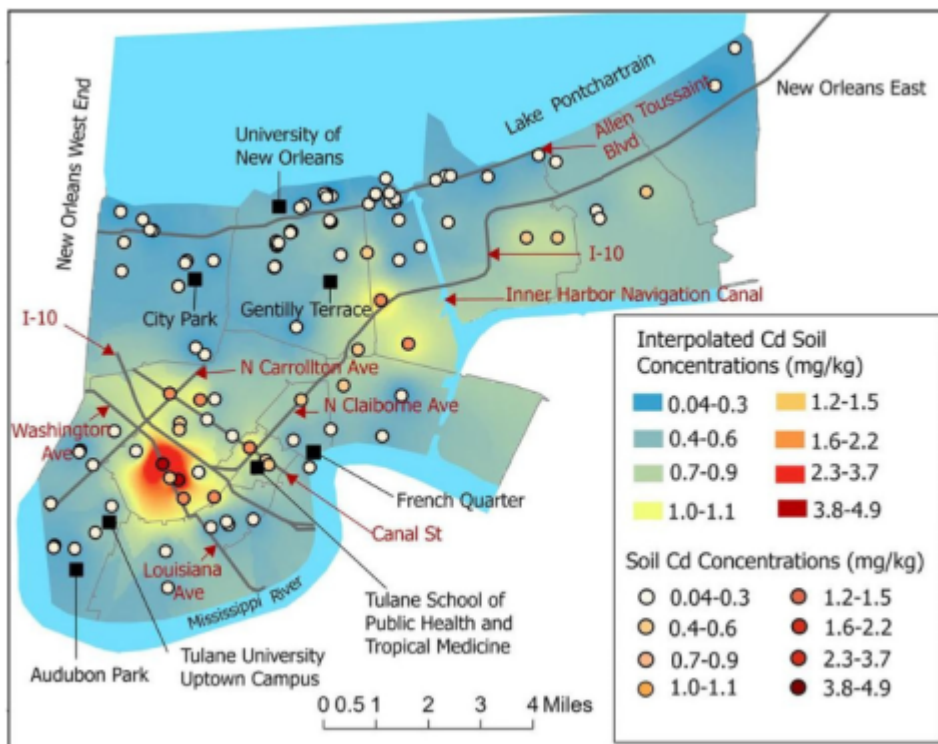 New Orleans East
Lake Pontchartrain
Allen Toussaint
Blvd
University of
New Orleans
New Orleans West End
I-10
Inner Harbor Navigation Canal
City Park
Gentilly Terrace
I-10
N Carrollton Ave
N Claiborne Ave
Washington
Ave
French Quarter
Canal St
Louisiana
Ave
Mississippi River
Tulane School of
Public Health and
Tropical Medicine
Audubon Park
Tulane University
Uptown Campus
0 0.5 1 2 3 4 Miles
Interpolated Cd Soil
Concentrations (mg/kg)
0.04-0.3 1.2-1.5
0.4-0.6 1.6-2.2
0.7-0.9 2.3-3.7
1.0-1.1 3.8-4.9
Soil Cd Concentrations (mg/kg)
0.04-0.3 1.2-1.5
0.4-0.6 1.6-2.2
0.7-0.9 2.3-3.7
1.0-1.1 3.8-4.9